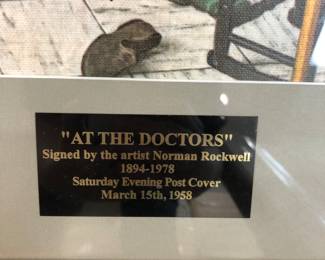 "AT THE DOCTORS"
Signed by the artist Norman Rockwell
1894-1978
Saturday Evening Post Cover
March 15th, 1958